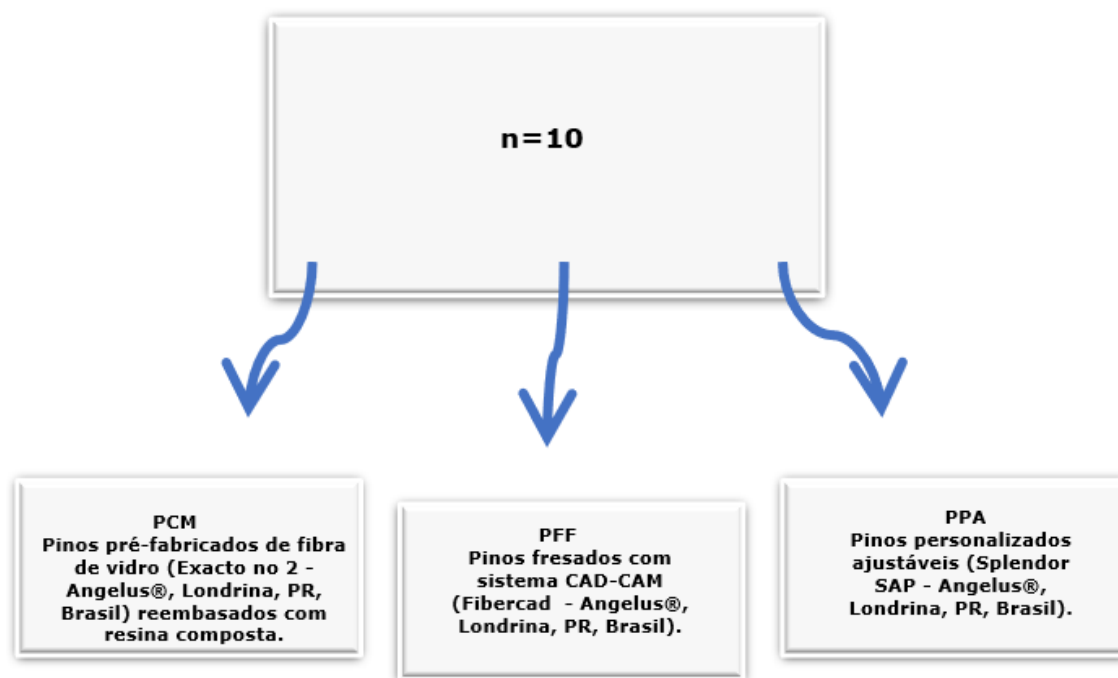 n=10
PCM
Pinos pré-fabricados de fibra
de vidro (Exacto no 2 -
Angelus®, Londrina, PR,
Brasil) reembasados com
resina composta.
PFF
Pinos fresados com
sistema CAD-CAM
(Fibercad - Angelus®,
Londrina, PR, Brasil).
PPA
Pinos personalizados
ajustáveis (Splendor
SAP - Angelus®,
Londrina, PR, Brasil).